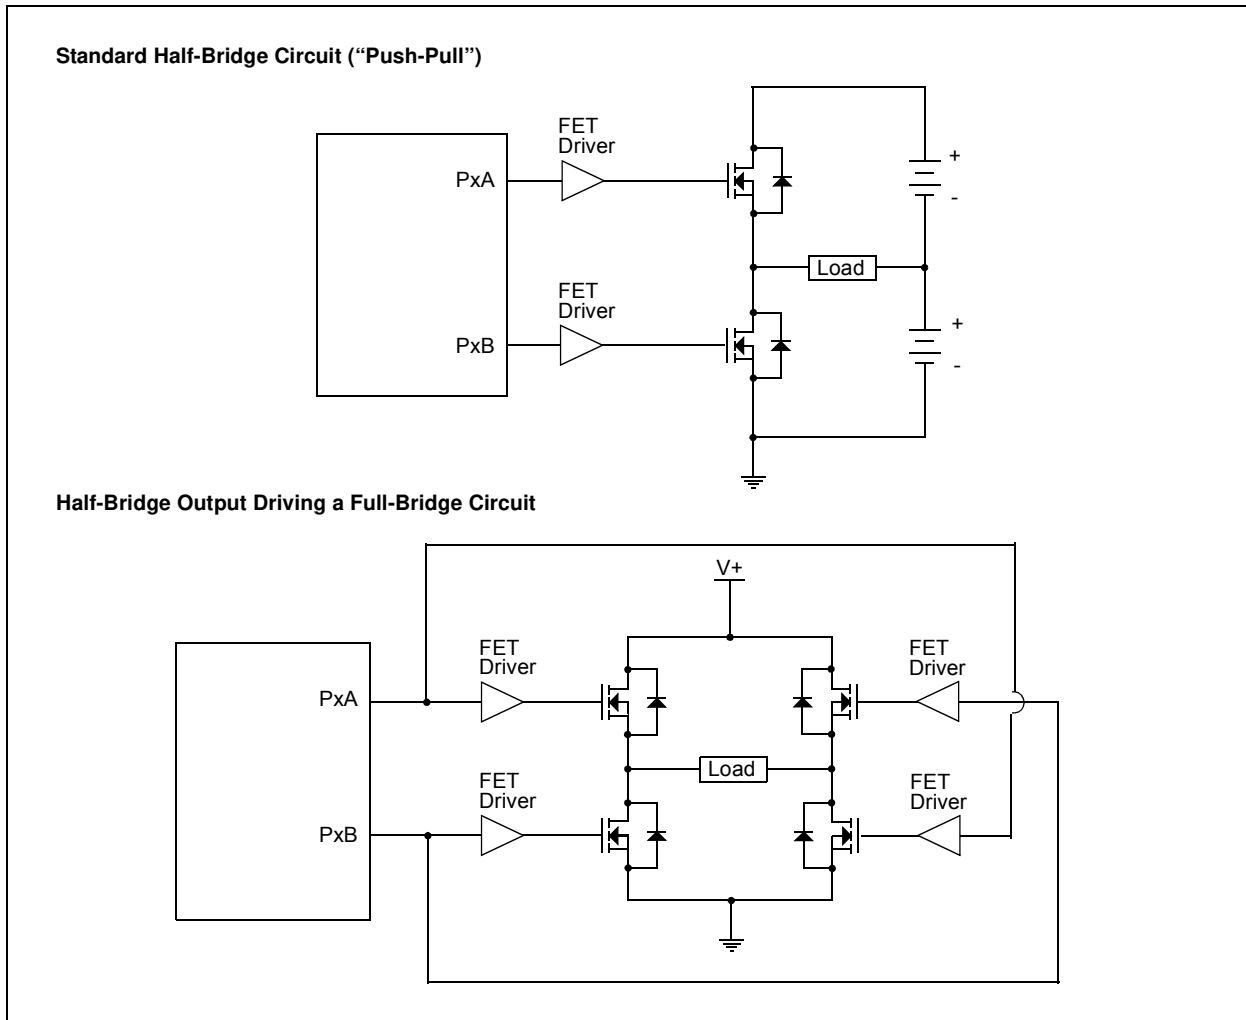 Standard Half-Bridge Circuit (“Push-Pull”)
FET
Driver
PxA
+
-
Load
FET
Driver
PxB
+
-
Half-Bridge Output Driving a Full-Bridge Circuit
V+
FET
Driver
FET
Driver
PxA
Load
FET
Driver
FET
Driver
PxB